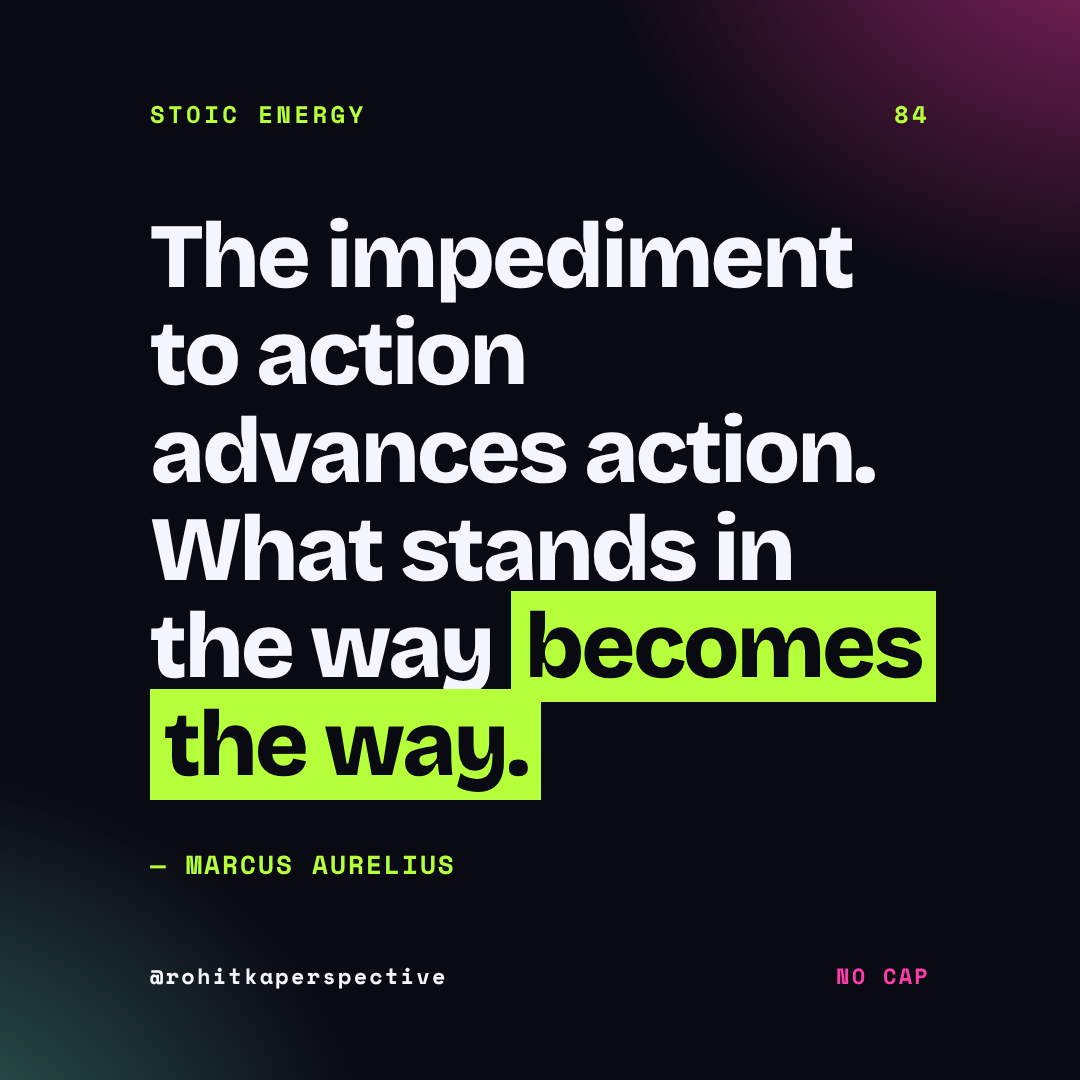 STOIC ENERGY
84
The impediment
to action
advances action.
What stands in
the way becomes
the way.
— MARCUS AURELIUS
@rohitkaperspective
NO CAP